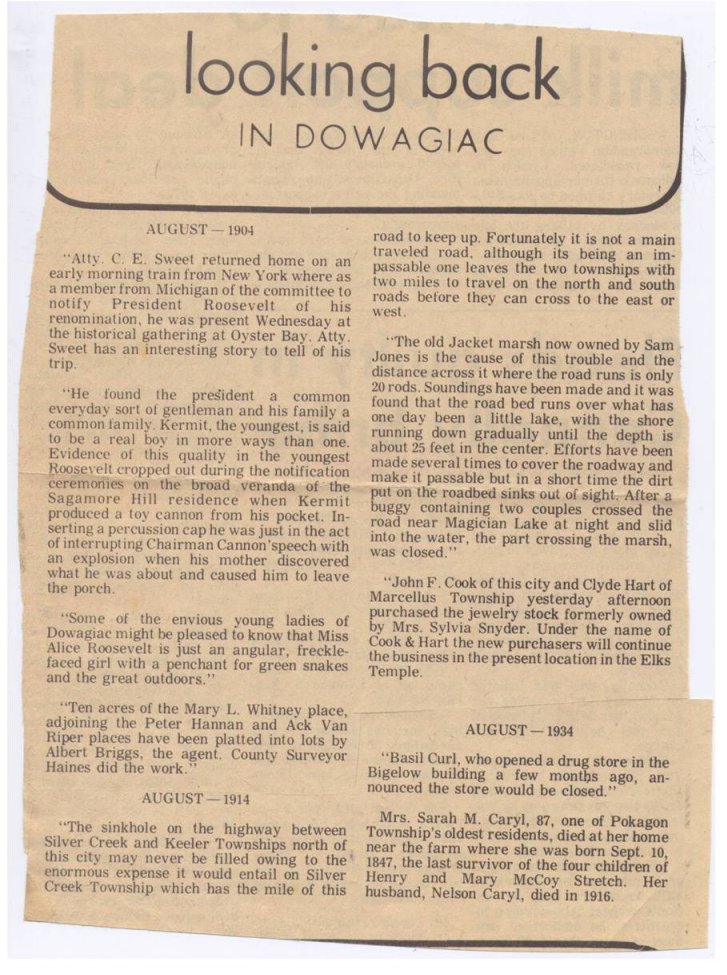 looking back
IN DOWAGIAC
AUGUST — 1904
"Atty. C. E. Sweet returned home on an
early morning train from New York where as
a member from Michigan of the committee to
notify President Roosevelt of his
renomination, he was present Wednesday at
the historical gathering at Oyster Bay. Atty.
Sweet has an interesting story to tell of his
trip.
"He found the president a common
everyday sort of gentleman and his family a
common family. Kermit, the youngest, is said
to be a real boy in more ways than one.
Evidence of this quality in the youngest
Roosevelt cropped out during the notification
ceremonies on the broad veranda of the
Sagamore Hill residence when Kermit
produced a toy cannon from his pocket. In-
serting a percussion cap he was just in the act
of interrupting Chairman Cannon'speech with
an explosion when his mother discovered
what he was about and caused him to leave
the porch.
"Some of the envious young ladies of
Dowagiac might be pleased to know that Miss
Alice Roosevelt is just an angular, freckle-
faced girl with a penchant for green snakes
and the great outdoors."
"Ten acres of the Mary L. Whitney place,
adjoining the Peter Hannan and Ack Van
Riper places have been platted into lots by
Albert Briggs, the agent. County Surveyor
Haines did the work."
AUGUST — 1914
"The sinkhole on the highway between
Silver Creek and Keeler Townships north of
this city may never be filled owing to the
enormous expense it would entail on Silver
Creek Township which has the mile of this
road to keep up. Fortunately it is not a main
traveled road, although its being an im-
passable one leaves the two townships with
two miles to travel on the north and south
roads before they can cross to the east or
west.
"The old Jacket marsh now owned by Sam
Jones is the cause of this trouble and the
distance across it where the road runs is only
20 rods. Soundings have been made and it was
found that the road bed runs over what has
one day been a little lake, with the shore
running down gradually until the depth is
about 25 feet in the center. Efforts have been
made several times to cover the roadway and
make it passable but in a short time the dirt
put on the roadbed sinks out of sight. After a
buggy containing two couples crossed the
road near Magician Lake at night and slid
into the water, the part crossing the marsh,
was closed."
"John F. Cook of this city and Clyde Hart of
Marcellus Township yesterday afternoon
purchased the jewelry stock formerly owned
by Mrs. Sylvia Snyder. Under the name of
Cook & Hart the new purchasers will continue
the business in the present location in the Elks
Temple.
AUGUST — 1934
"Basil Curl, who opened a drug store in the
Bigelow building a few months ago, an-
nounced the store would be closed."
Mrs. Sarah M. Caryl, 87, one of Pokagon
Township's oldest residents, died at her home
near the farm where she was born Sept. 10,
1847, the last survivor of the four children of
Henry and Mary McCoy Stretch. Her
husband, Nelson Caryl, died in 1916.